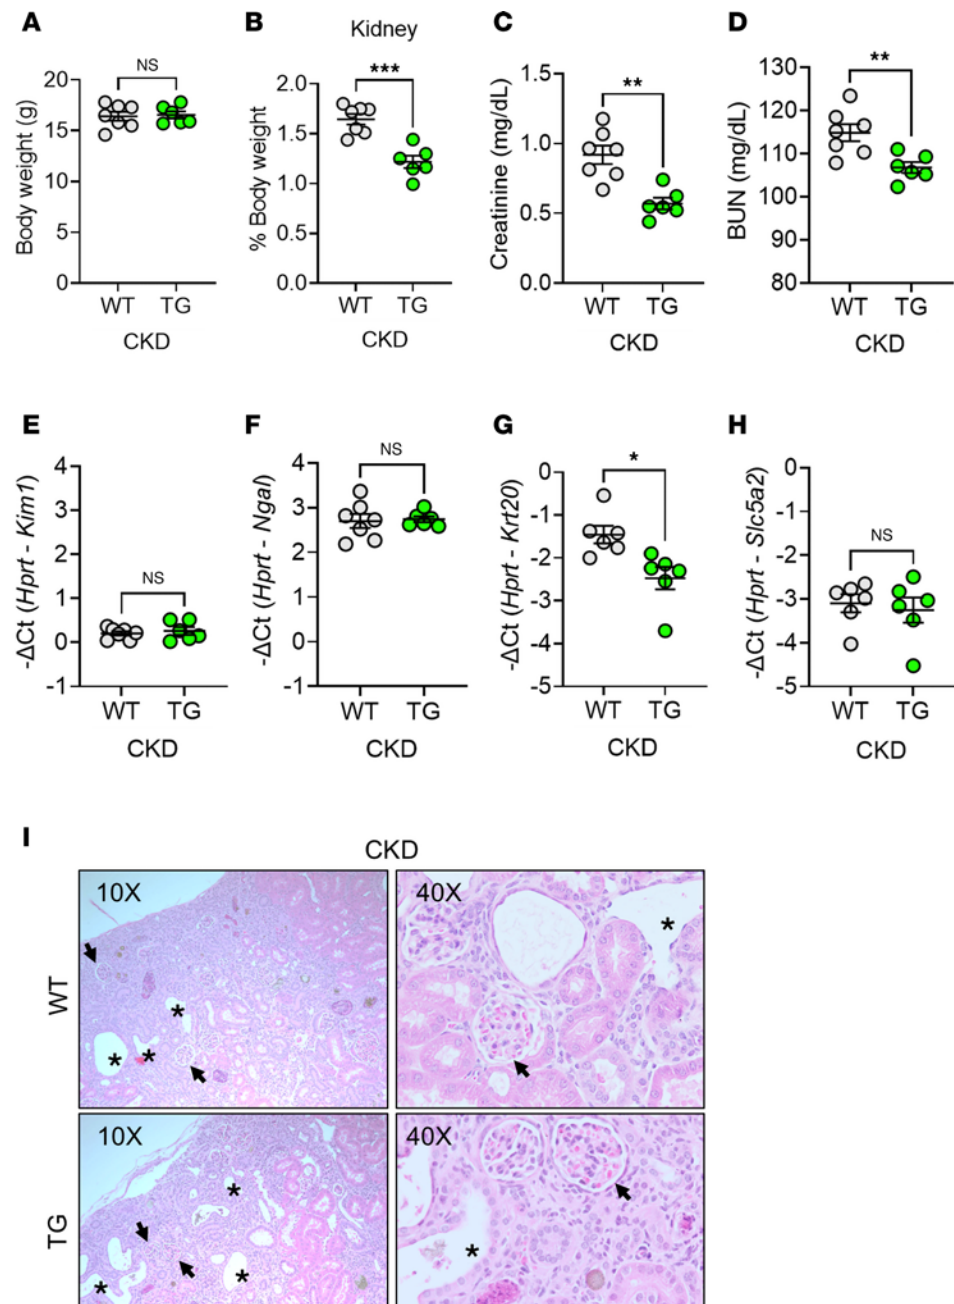 A
B
C
D
Kidney
NS
***
**
**
Body weight (g)
20
15
10
5
0
WT
TG
CKD
% Body weight
2.0
1.5
1.0
0.5
0.0
WT
TG
CKD
Creatinine (mg/dL)
1.5
1.0
0.5
0.0
WT
TG
CKD
BUN (mg/dL)
130
120
110
100
90
80
WT
TG
CKD
E
F
G
H
-ΔCt (Hprt - Kim1)
4
3
2
1
0
-1
NS
WT
TG
CKD
-ΔCt (Hprt - Ngal)
4
3
2
1
0
-1
NS
WT
TG
CKD
-ΔCt (Hprt - Krt20)
0
-1
-2
-3
-4
-5
*
WT
TG
CKD
-ΔCt (Hprt - Slc5a2)
0
-1
-2
-3
-4
-5
NS
WT
TG
CKD
I
CKD
WT
10X
*
*
*
40X
*
TG
10X
*
*
*
40X
*